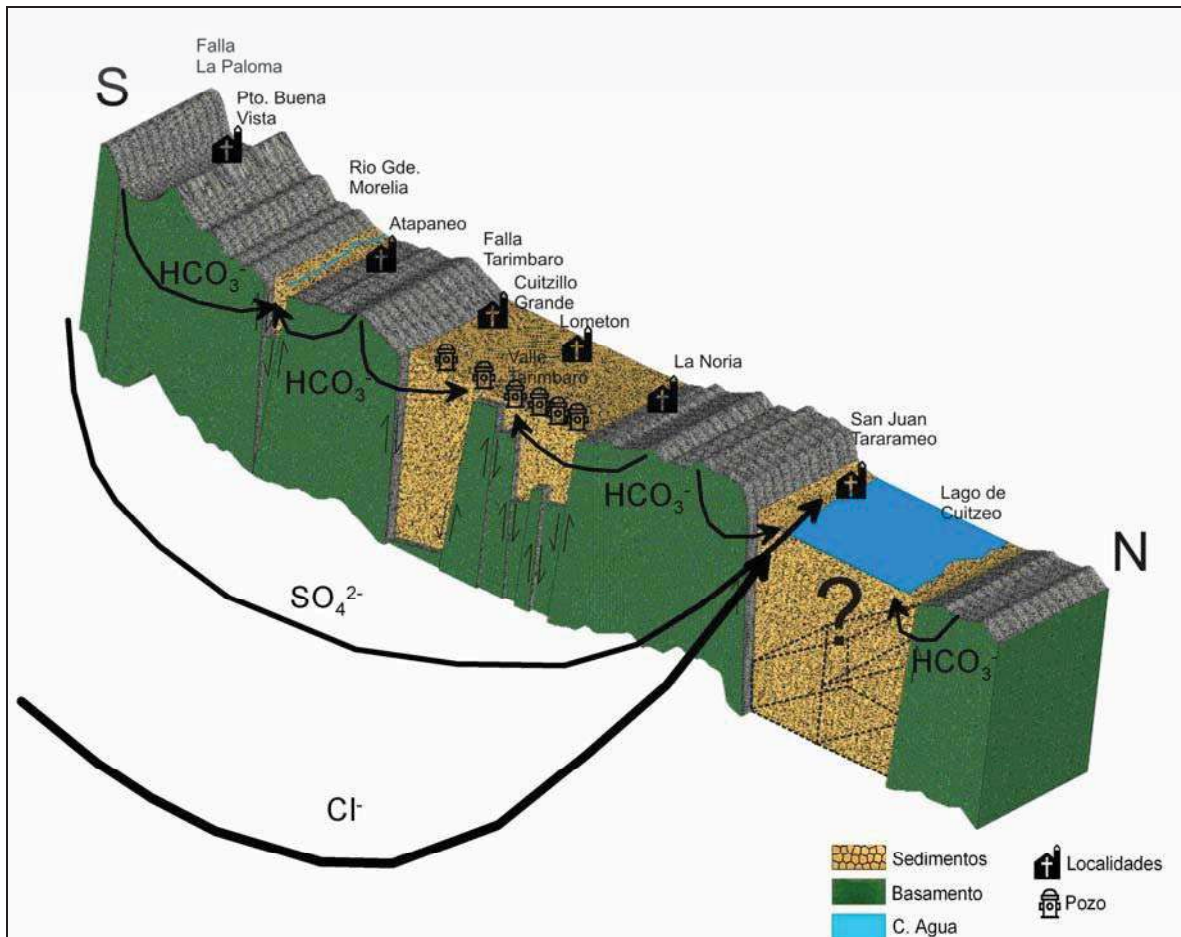 Falla
La Paloma
S
Pto. Buena
Vista
Rio Gde.
Morelia
Atapaneo
Falla
Tarimbaro
Cuitzillo
Grande
Lometon
Valle
Tarimbaro
La Noria
San Juan
Tararameo
Lago de
Cuitzeo
N
HCO₃⁻
HCO₃⁻
HCO₃⁻
HCO₃⁻
?
SO₄²⁻
Cl⁻
Sedimentos
Basamento
C. Agua
Localidades
Pozo